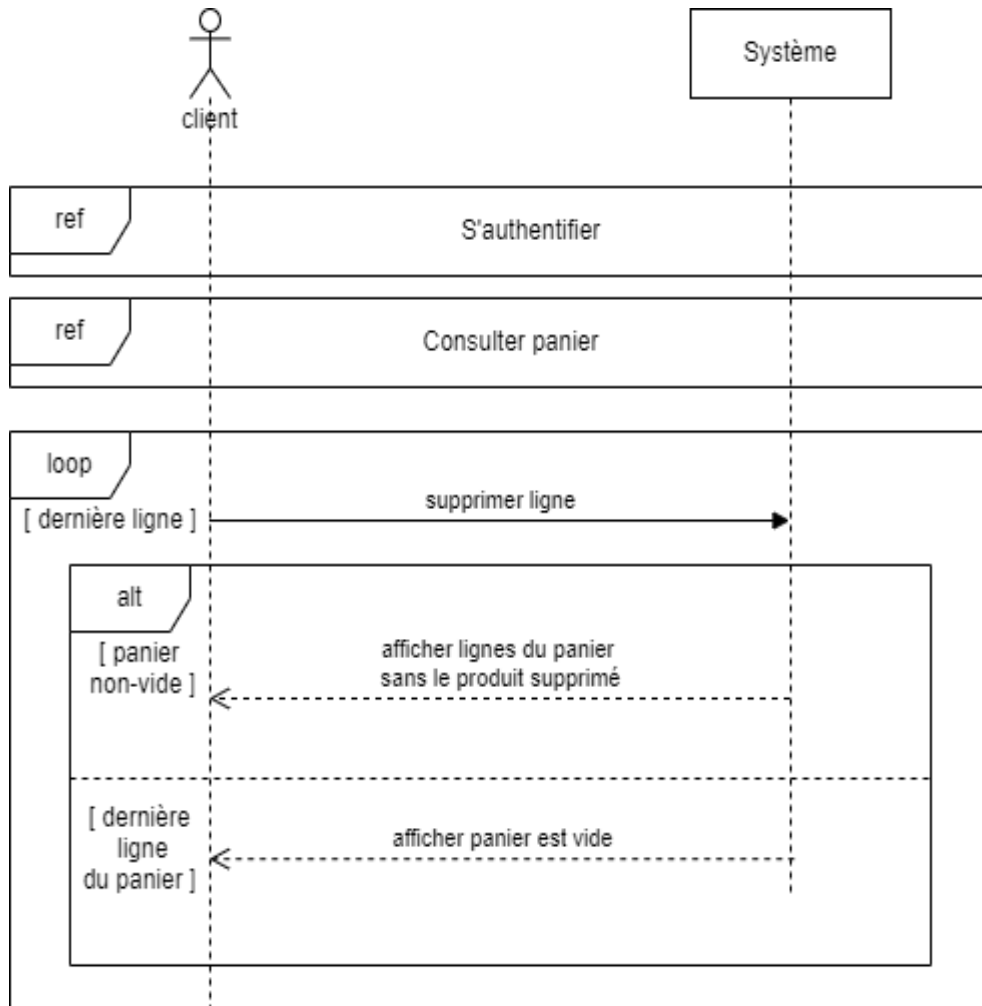 client
Système
ref
S'authentifier
ref
Consulter panier
loop
[ dernière ligne ]
supprimer ligne
alt
[ panier
non-vide ]
afficher lignes du panier
sans le produit supprimé
[ dernière
ligne
du panier ]
afficher panier est vide